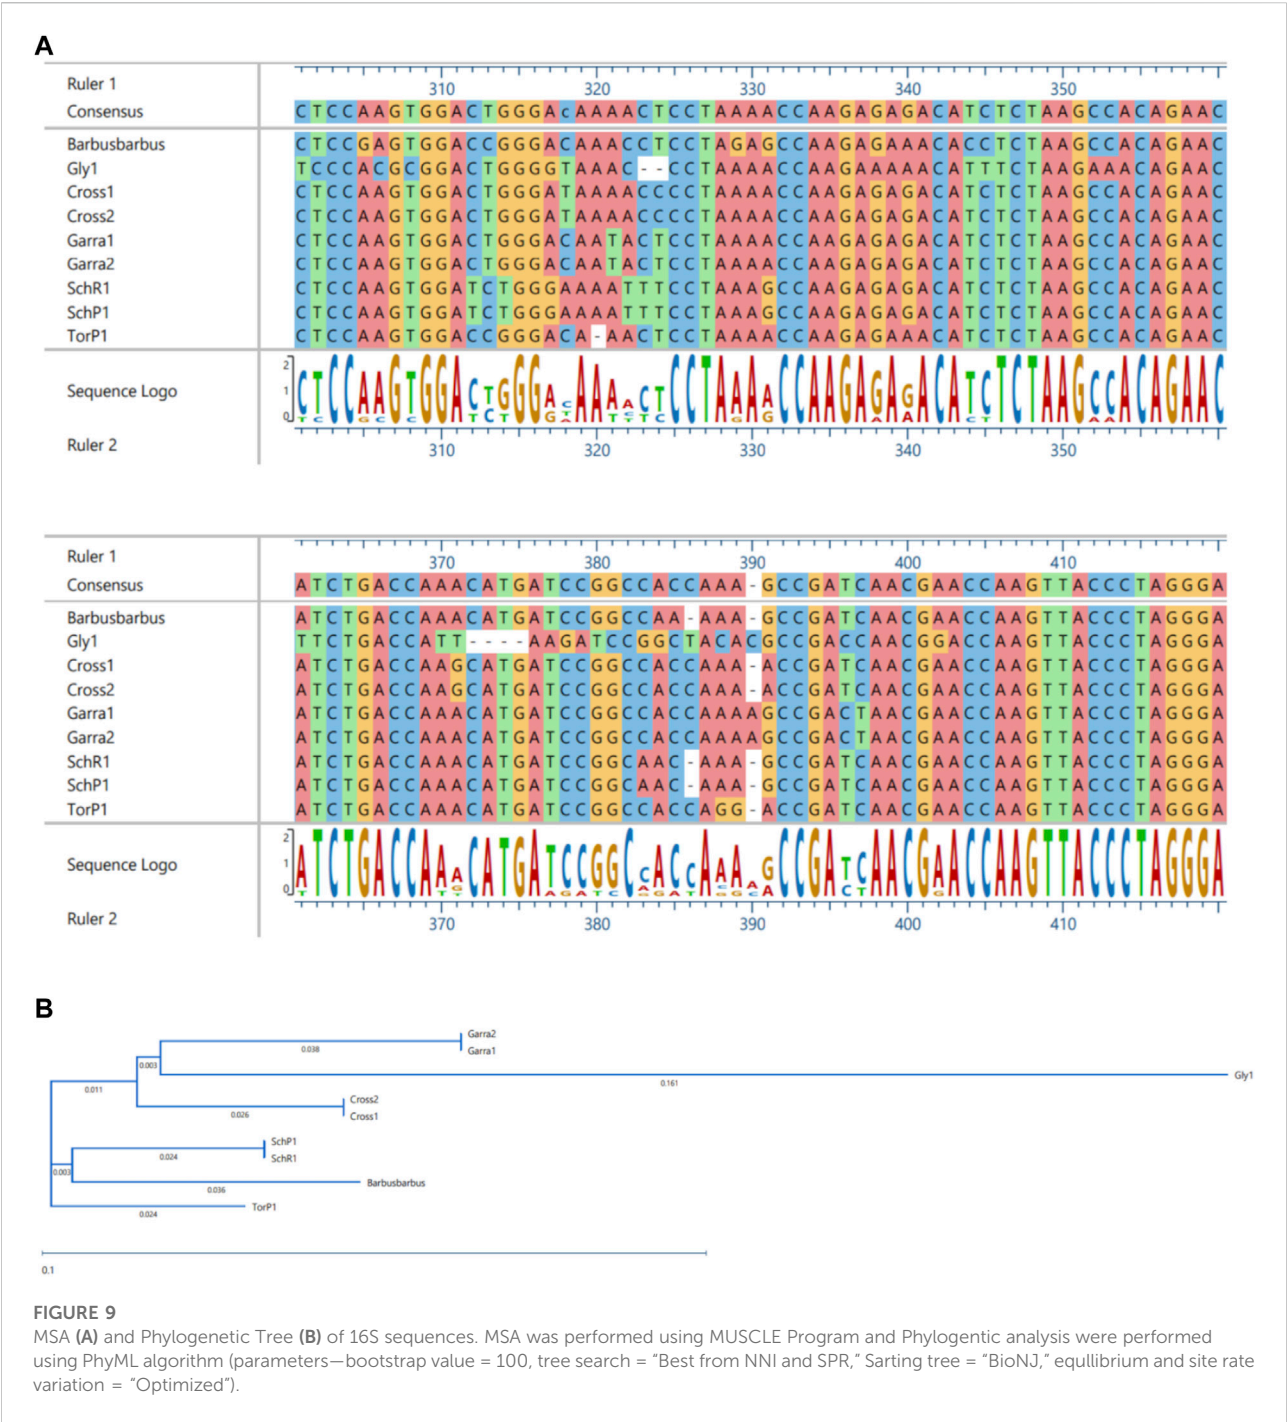 A
Ruler 1 310 320 330 340 350
Consensus CTCCAAGTGGACTGGGAcAAAACTCCTAAAACCAAGAGAGACATCTCTAAGCCACAGAAC
Barbusbarbus CTCCGAGTGGACCGGGACAAACCTCCTAGAGCCAAGAGAAACACCTCTAAGCCACAGAAC
Gly1 TCCCACGCGGACTGGGGTAAAC--CCTAAAACCAAGAAAAACATTTCTAAGAAACAGAAC
Cross1 CTCCAAGTGGACTGGGATAAAACCCCTAAAACCAAGAGAGACATCTCTAAGCCACAGAAC
Cross2 CTCCAAGTGGACTGGGATAAAACCCCTAAAACCAAGAGAGACATCTCTAAGCCACAGAAC
Garra1 CTCCAAGTGGACTGGGACAATACTCCTAAAACCAAGAGAGACATCTCTAAGCCACAGAAC
Garra2 CTCCAAGTGGACTGGGACAATACTCCTAAAACCAAGAGAGACATCTCTAAGCCACAGAAC
SchR1 CTCCAAGTGGATCTGGGAAAATTTCCTAAAGCCAAGAGAGACATCTCTAAGCCACAGAAC
SchP1 CTCCAAGTGGATCTGGGAAAATTTCCTAAAGCCAAGAGAGACATCTCTAAGCCACAGAAC
TorP1 CTCCAAGTGGACCGGGACA-AACTCCTAAAACCAAGAGAAACATCTCTAAGCCACAGAAC
Sequence Logo 2 1 0
Ruler 2 310 320 330 340 350
Ruler 1 370 380 390 400 410
Consensus ATCTGACCAAACATGATCCGGCCACCAAA-GCCGATCAACGAACCAAGTTACCCTAGGGA
Barbusbarbus ATCTGACCAAACATGATCCGGCCAA-AAA-GCCGATCAACGAACCAAGTTACCCTAGGGA
Gly1 TTCTGACCATT----AAGATCCGGCTACACGCCGACCAACGGACCAAGTTACCCTAGGGA
Cross1 ATCTGACCAAGCATGATCCGGCCACCAAA-ACCGATCAACGAACCAAGTTACCCTAGGGA
Cross2 ATCTGACCAAGCATGATCCGGCCACCAAA-ACCGATCAACGAACCAAGTTACCCTAGGGA
Garra1 ATCTGACCAAACATGATCCGGCCACCAAAAGCCGACTAACGAACCAAGTTACCCTAGGGA
Garra2 ATCTGACCAAACATGATCCGGCCACCAAAAGCCGACTAACGAACCAAGTTACCCTAGGGA
SchR1 ATCTGACCAAACATGATCCGGCAAC-AAA-GCCGATCAACGAACCAAGTTACCCTAGGGA
SchP1 ATCTGACCAAACATGATCCGGCAAC-AAA-GCCGATCAACGAACCAAGTTACCCTAGGGA
TorP1 ATCTGACCAAACATGATCCGGCCACCAGG-ACCGATCAACGAACCAAGTTACCCTAGGGA
Sequence Logo 2 1 0
Ruler 2 370 380 390 400 410
B
Garra2
0.038
Garra1
0.003
Gly1
0.161
0.011
Cross2
0.026
Cross1
SchP1
0.024
SchR1
0.003
Barbusbarbus
0.036
TorP1
0.024
0.1
FIGURE 9
MSA (A) and Phylogenetic Tree (B) of 16S sequences. MSA was performed using MUSCLE Program and Phylogentic analysis were performed
using PhyML algorithm (parameters—bootstrap value = 100, tree search = "Best from NNI and SPR," Sarting tree = "BioNJ," equllibrium and site rate
variation = "Optimized").